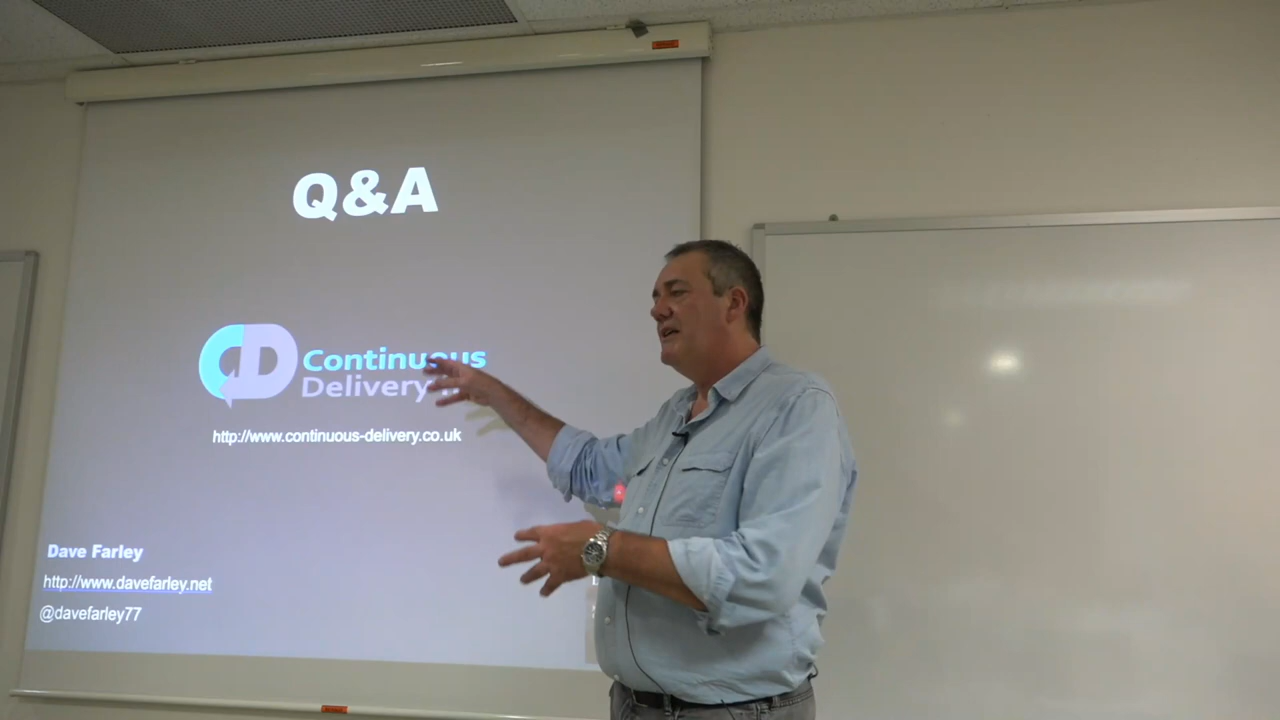 Q&A
Continuous
Delivery
http://www.continuous-delivery.co.uk
Dave Farley
http://www.davefarley.net
@davefarley77